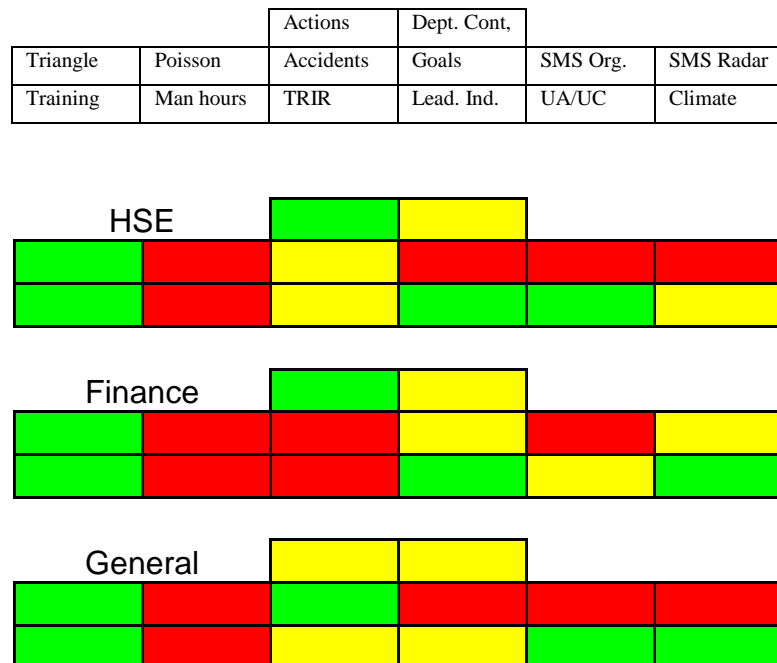 Actions Dept. Cont,
Triangle Poisson Accidents Goals SMS Org. SMS Radar
Training Man hours TRIR Lead. Ind. UA/UC Climate
HSE
Finance
General